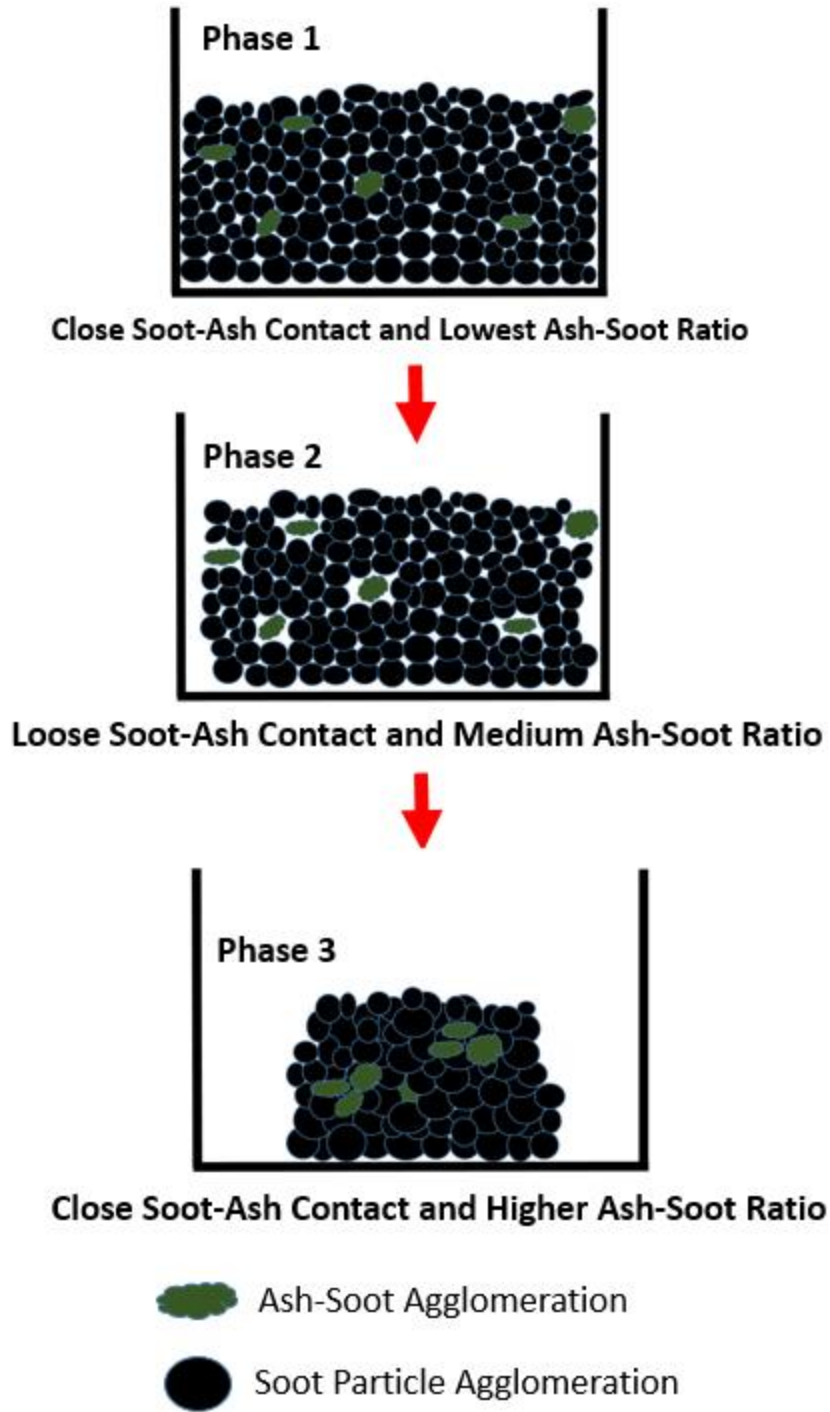 Phase 1
Close Soot-Ash Contact and Lowest Ash-Soot Ratio
Phase 2
Loose Soot-Ash Contact and Medium Ash-Soot Ratio
Phase 3
Close Soot-Ash Contact and Higher Ash-Soot Ratio
Ash-Soot Agglomeration
Soot Particle Agglomeration